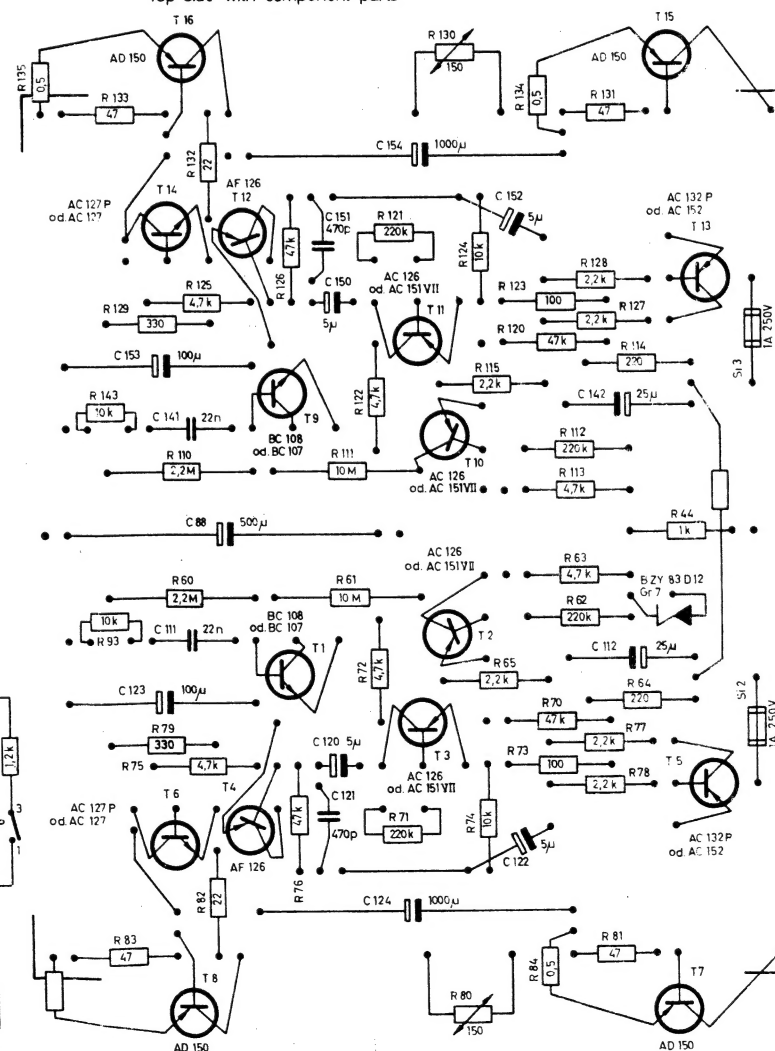 Top side with component parts
T 16
AD 150
R 135
0,5
R 133
47
R 132
22
R 130
150
T 15
AD 150
R 134
0,5
R 131
47
C 154
1000µ
AC 127 P
od. AC 127
T 14
AF 126
T 12
R 126
47k
C 151
470p
R 121
220k
C 150
5µ
C 152
5µ
R 124
10k
AC 132 P
od. AC 152
T 13
AC 126
od. AC 151 VII
T 11
R 128
2,2k
R 123
100
R 127
2,2k
R 120
47k
R 114
220
Si 3
1A 250V
R 125
4,7k
R 129
330
C 153
100µ
R 143
10k
C 141
22n
T 9
BC 108
od. BC 107
R 122
4,7k
R 115
2,2k
C 142
25µ
T 10
AC 126
od. AC 151 VII
R 110
2,2M
R 111
10 M
R 112
220k
R 113
4,7k
C 88
500µ
R 44
1k
AC 126
od. AC 151 VII
R 60
2,2M
R 61
10 M
R 63
4,7k
R 62
220k
BZY 83 D12
Gr 7
10k
R 93
C 111
22n
BC 108
od. BC 107
T 1
R 72
4,7k
T 2
R 65
2,2k
C 112
25µ
R 64
220
Si 2
1A 250V
C 123
100µ
R 79
330
R 75
4,7k
C 120
5µ
T 3
AC 126
od. AC 151 VII
R 70
47k
R 77
2,2k
R 73
100
R 78
2,2k
T 5
AC 132 P
od. AC 152
1,2k
3
1
AC 127 P
od. AC 127
T 6
T 4
AF 126
47k
R 76
C 121
470p
R 71
220k
R 74
10k
C 122
5µ
R 82
22
C 124
1000µ
R 83
47
T 8
AD 150
R 80
150
R 84
0,5
R 81
47
T 7
AD 150